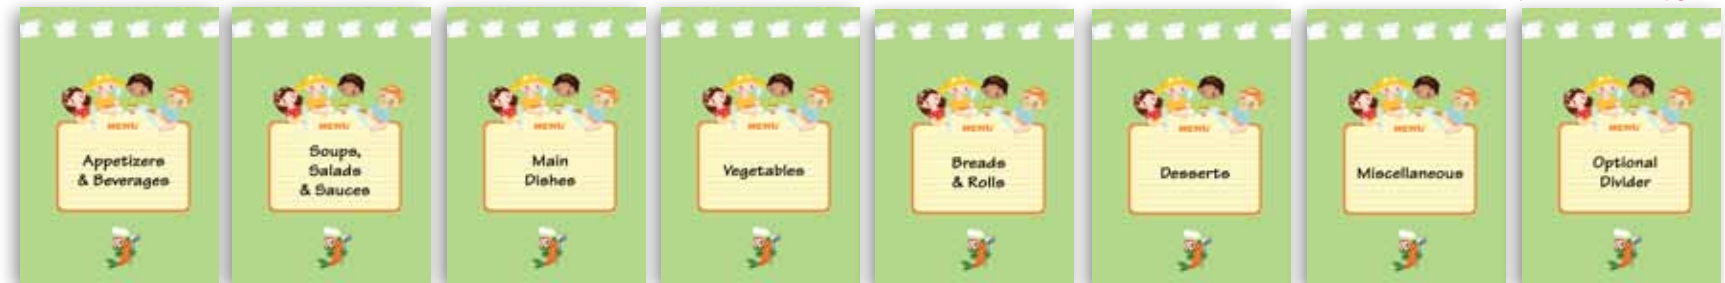 MENU
Appetizers
& Beverages
MENU
Soups,
Salads
& Sauces
MENU
Main
Dishes
MENU
Vegetables
MENU
Breads
& Rolls
MENU
Desserts
MENU
Miscellaneous
MENU
Optional
Divider